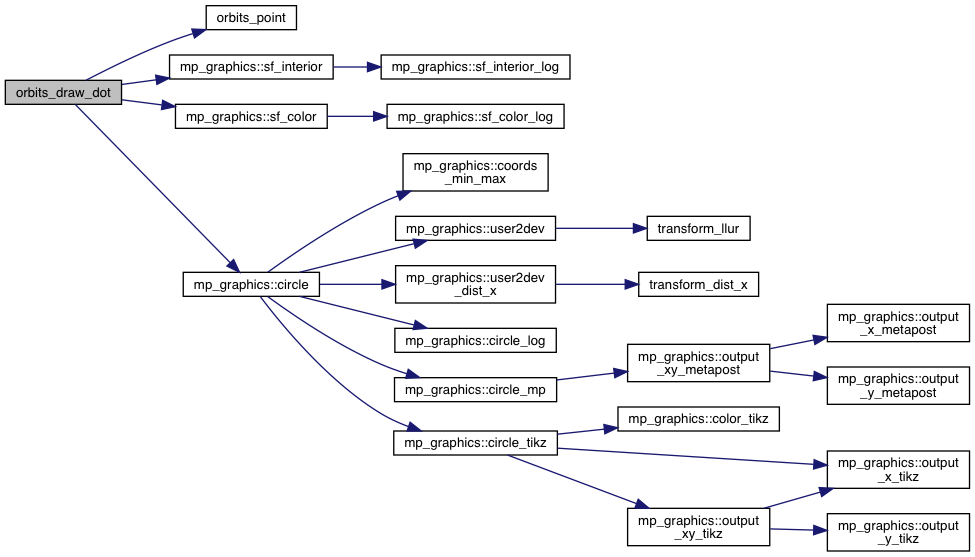 orbits_draw_dot
orbits_point
mp_graphics::sf_interior
mp_graphics::sf_interior_log
mp_graphics::sf_color
mp_graphics::sf_color_log
mp_graphics::circle
mp_graphics::coords
_min_max
mp_graphics::user2dev
transform_llur
mp_graphics::user2dev
_dist_x
transform_dist_x
mp_graphics::circle_log
mp_graphics::circle_mp
mp_graphics::output
_xy_metapost
mp_graphics::output
_x_metapost
mp_graphics::output
_y_metapost
mp_graphics::circle_tikz
mp_graphics::color_tikz
mp_graphics::output
_x_tikz
mp_graphics::output
_xy_tikz
mp_graphics::output
_y_tikz